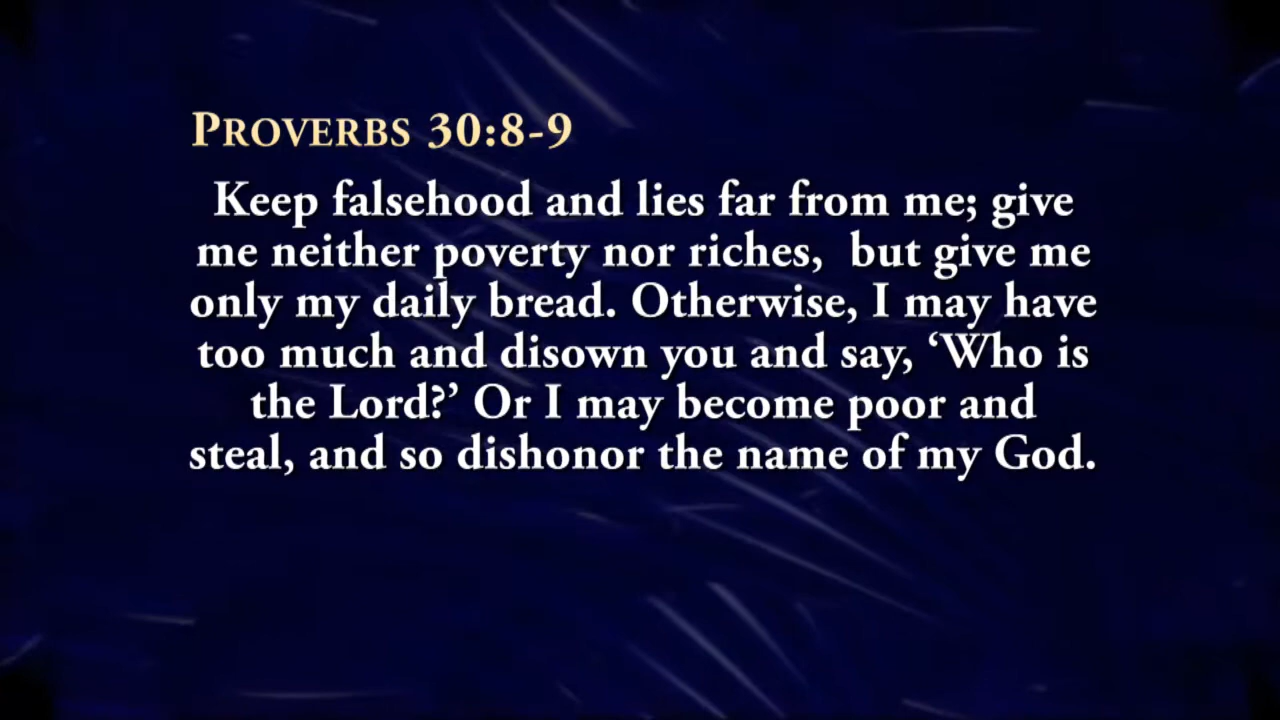 PROVERBS 30:8-9
Keep falsehood and lies far from me; give
me neither poverty nor riches,  but give me
only my daily bread. Otherwise, I may have
too much and disown you and say, ‘Who is
the Lord?’ Or I may become poor and
steal, and so dishonor the name of my God.